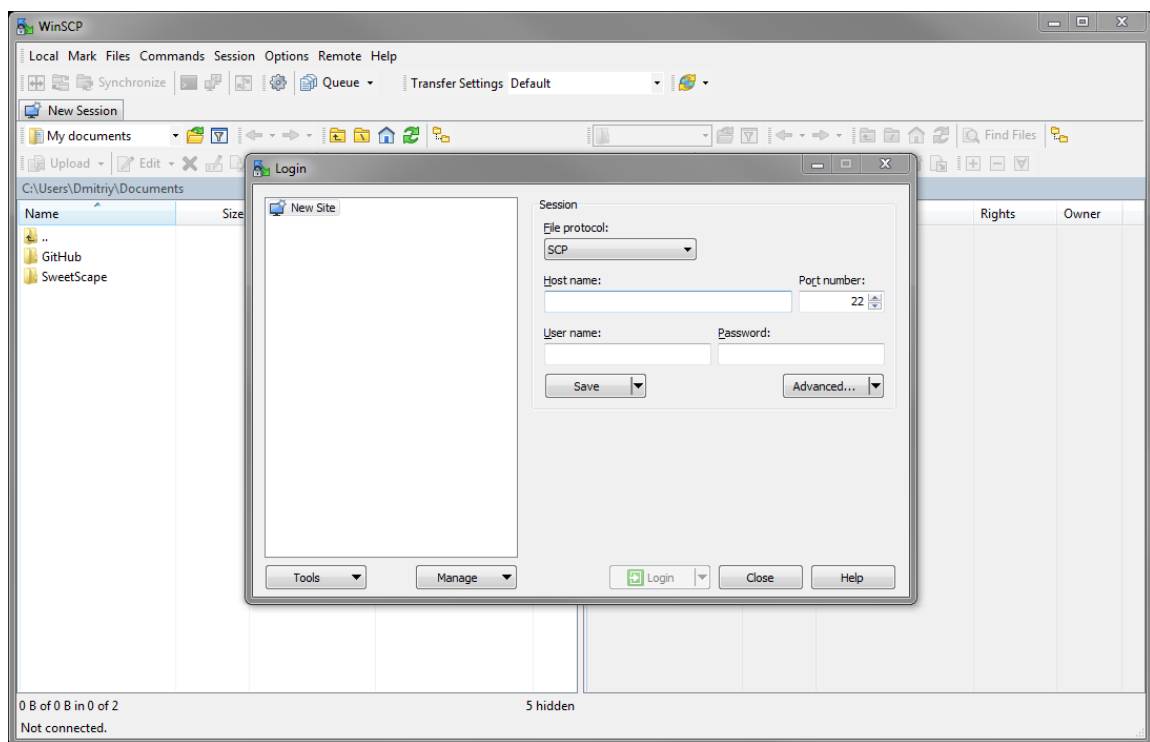 WinSCP
Local Mark Files Commands Session Options Remote Help
Synchronize Queue Transfer Settings Default
New Session
My documents Find Files
Upload Edit
Login
C:\Users\Dmitriy\Documents
Name Size Rights Owner
..
GitHub
SweetScape
New Site
Session
File protocol:
SCP
Host name: Port number:
22
User name: Password:
Save Advanced...
Tools Manage Login Close Help
0 B of 0 B in 0 of 2 5 hidden
Not connected.